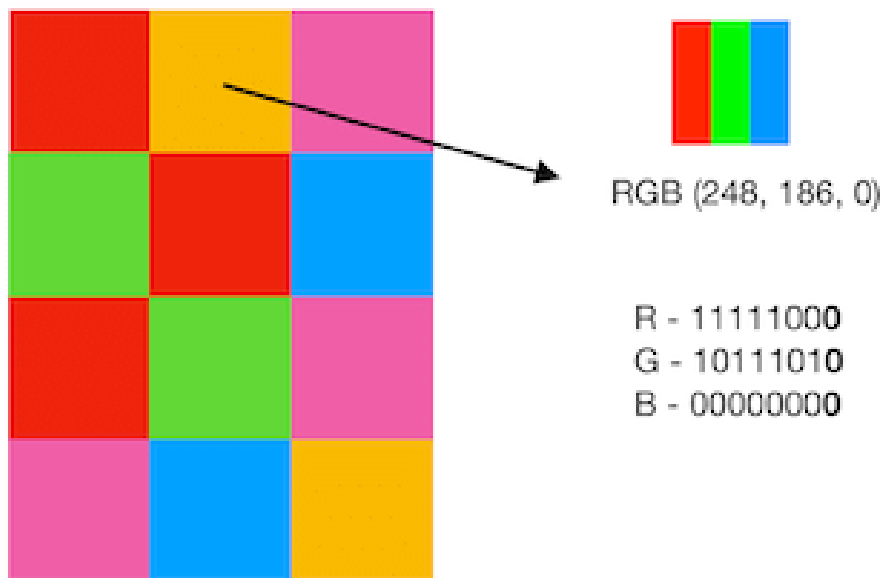 RGB (248, 186, 0)
R - 11111000
G - 10111010
B - 00000000